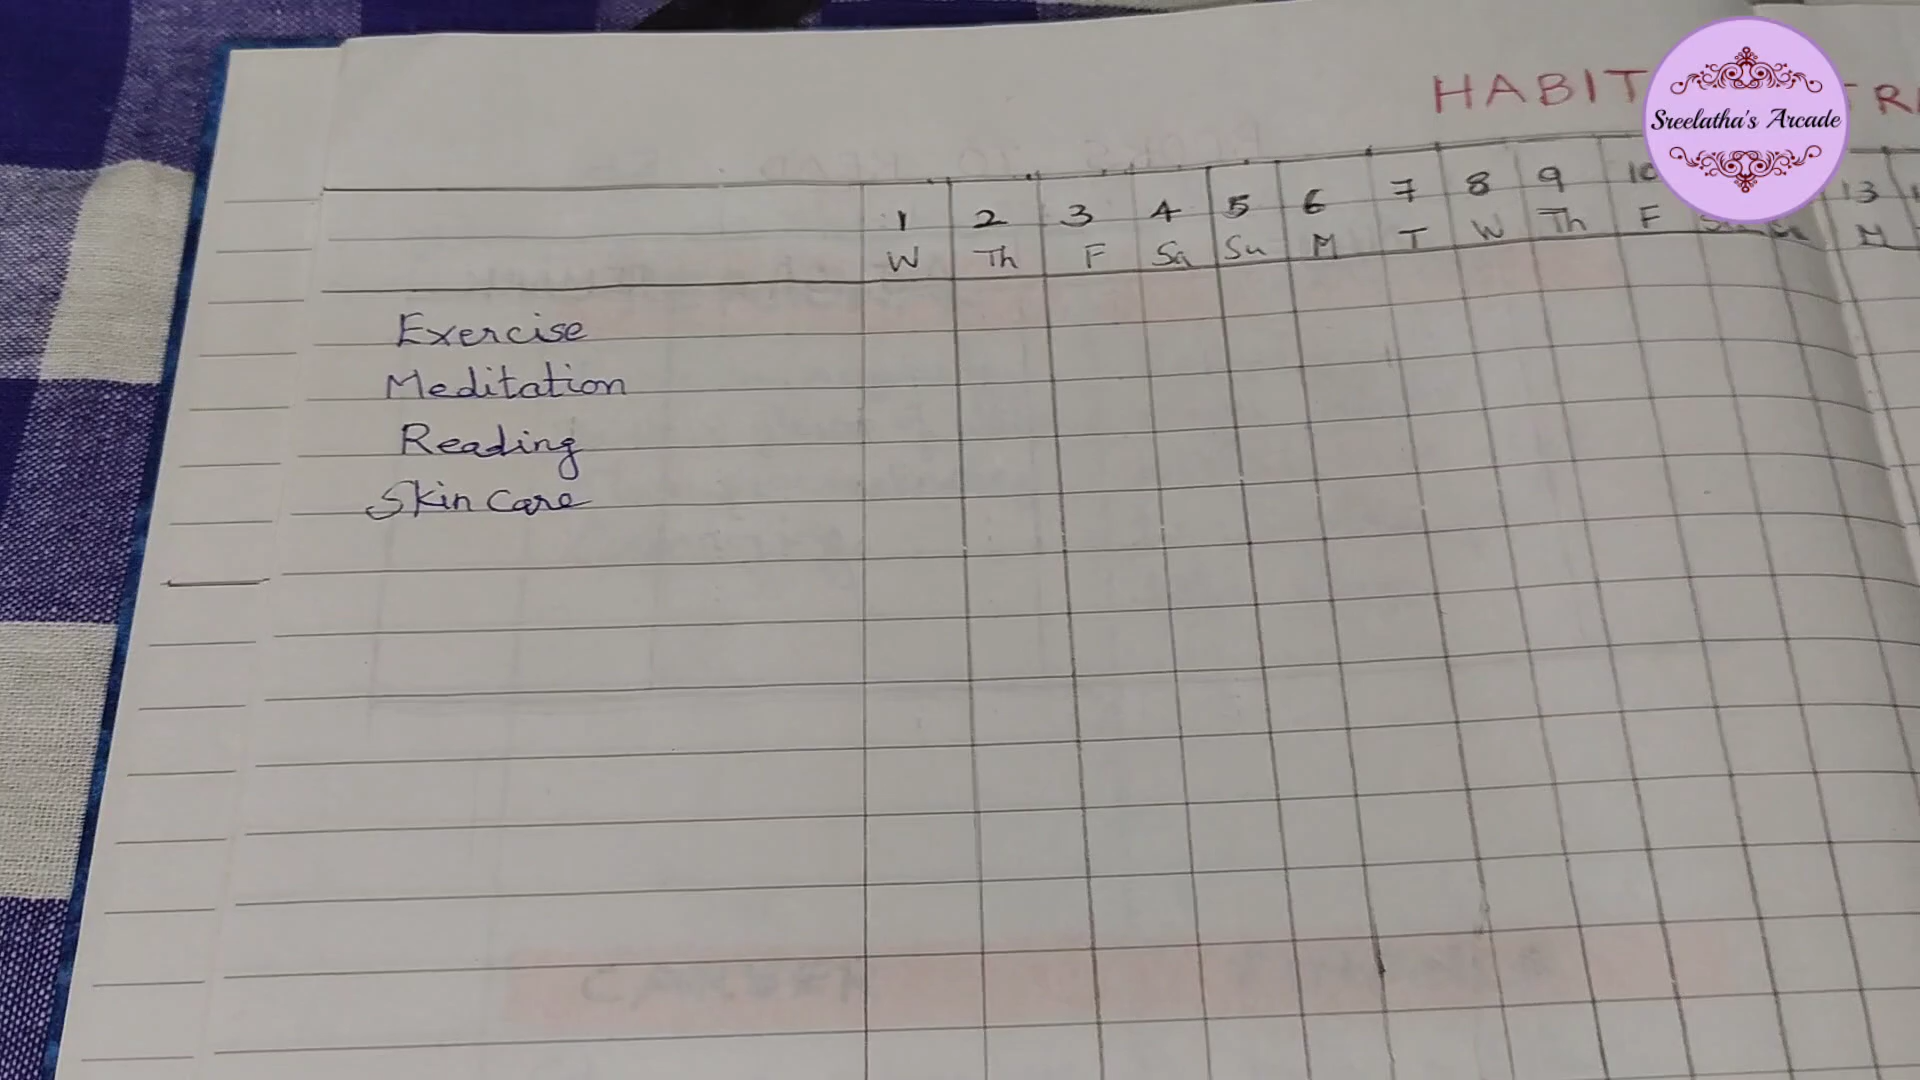 HABIT
Sreelatha's Arcade
1 2 3 4 5 6 7 8 9 10 13
W Th F Sa Su M T W Th F M
Exercise
Meditation
Reading
Skin Care